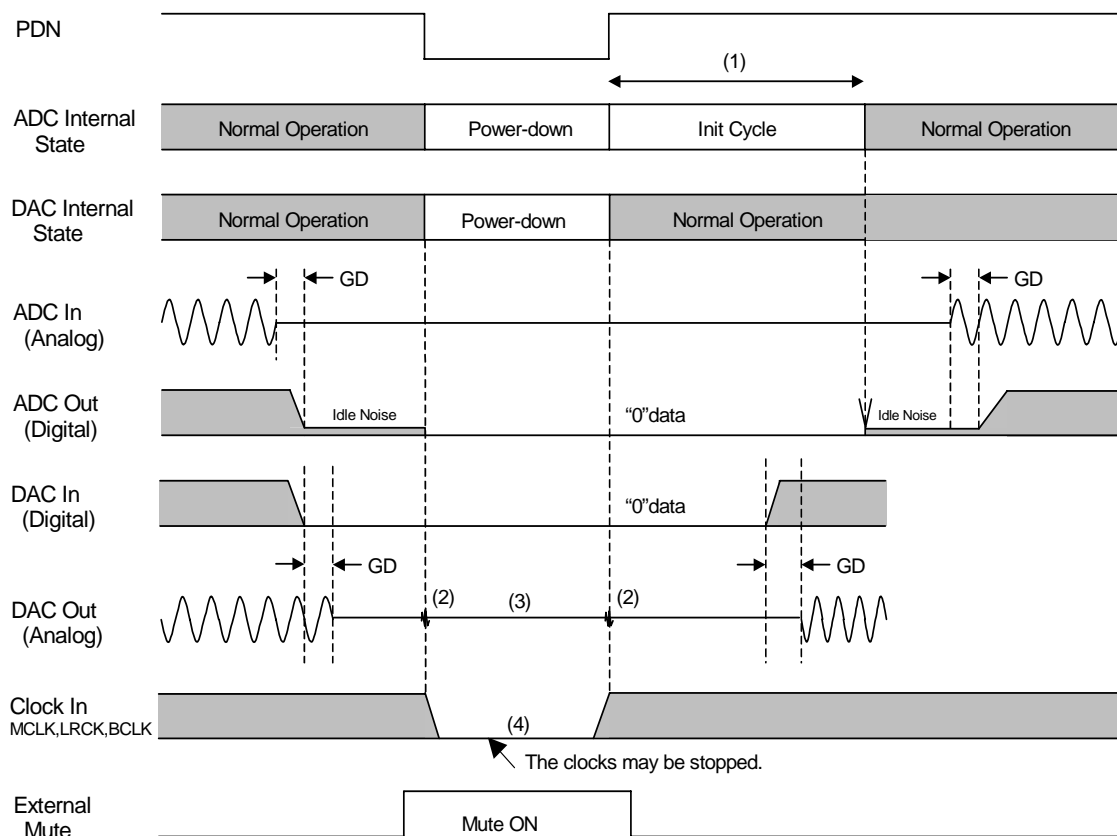 PDN
(1)
ADC Internal
State
Normal Operation
Power-down
Init Cycle
Normal Operation
DAC Internal
State
Normal Operation
Power-down
Normal Operation
GD
GD
ADC In
(Analog)
ADC Out
(Digital)
Idle Noise
“0”data
Idle Noise
DAC In
(Digital)
“0”data
GD
GD
DAC Out
(Analog)
(2)
(3)
(2)
Clock In
MCLK,LRCK,BCLK
(4)
The clocks may be stopped.
External
Mute
Mute ON